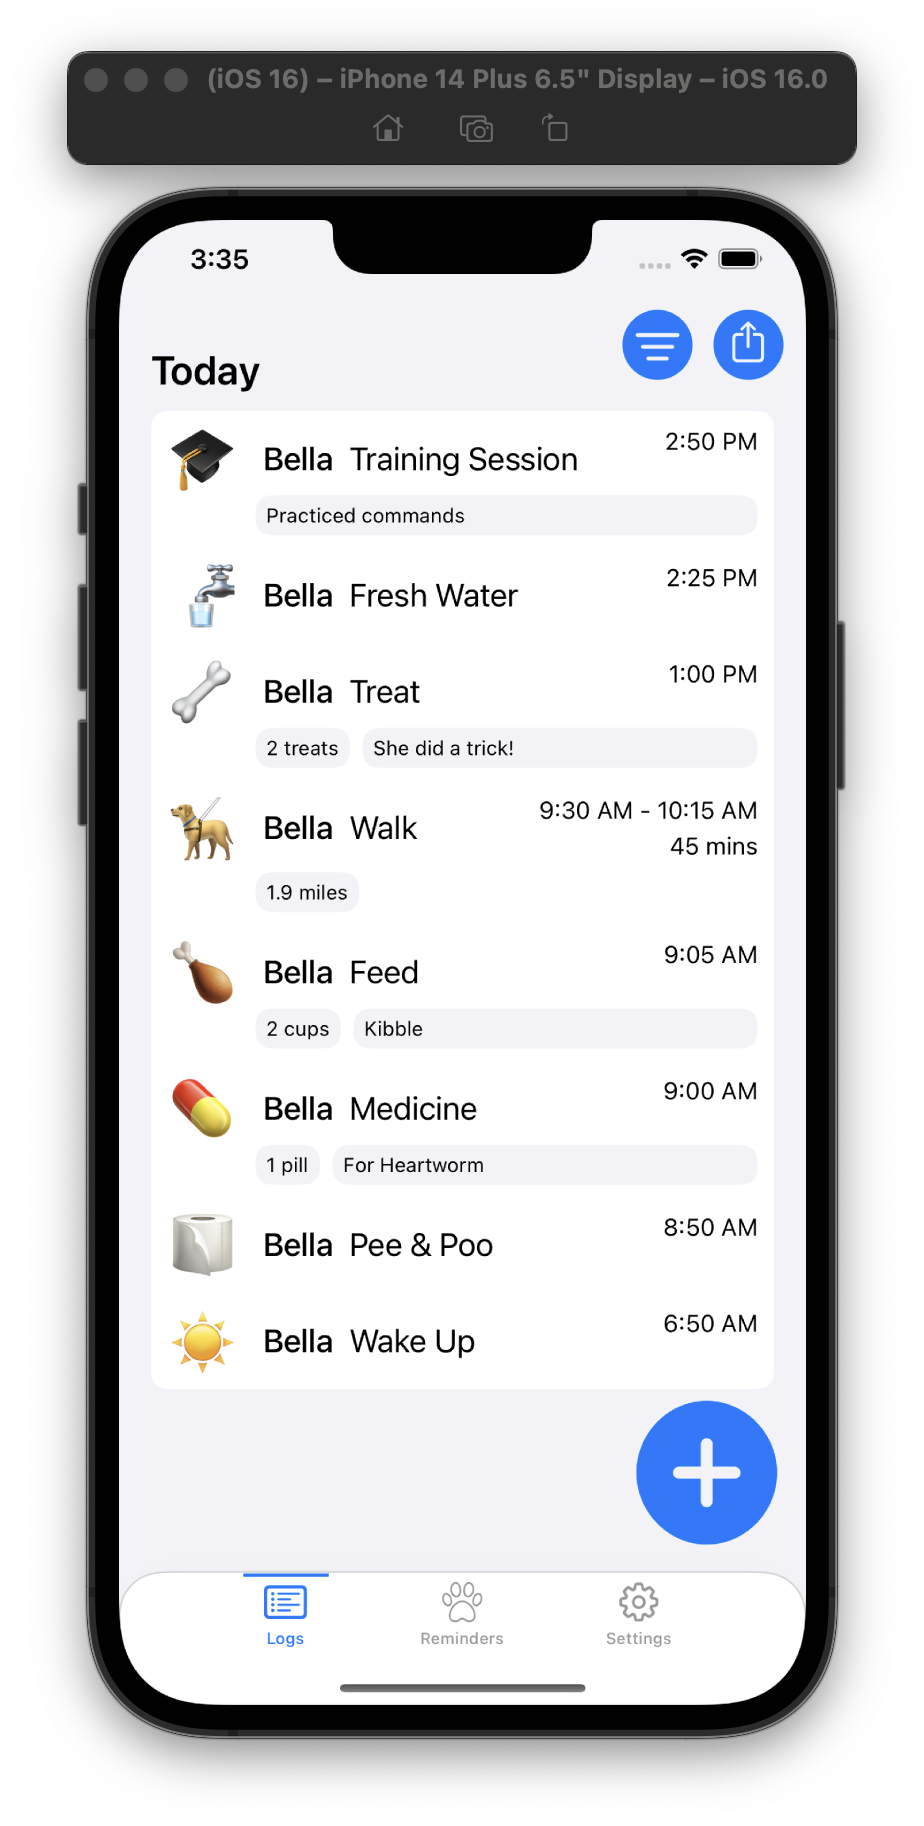 (iOS 16) – iPhone 14 Plus 6.5" Display – iOS 16.0
3:35
Today
Bella Training Session 2:50 PM
Practiced commands
Bella Fresh Water 2:25 PM
Bella Treat 1:00 PM
2 treats She did a trick!
Bella Walk 9:30 AM - 10:15 AM
45 mins
1.9 miles
Bella Feed 9:05 AM
2 cups Kibble
Bella Medicine 9:00 AM
1 pill For Heartworm
Bella Pee & Poo 8:50 AM
Bella Wake Up 6:50 AM
Logs Reminders Settings